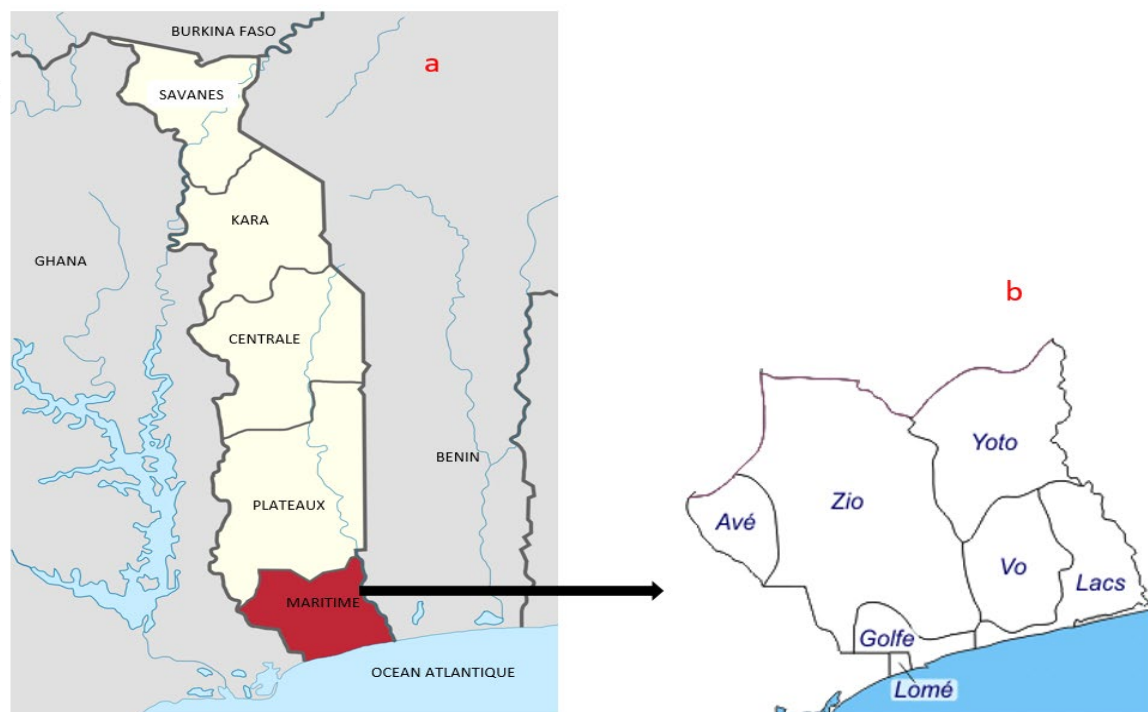 BURKINA FASO
a
SAVANES
KARA
GHANA
CENTRALE
BENIN
PLATEAUX
MARITIME
OCEAN ATLANTIQUE
b
Yoto
Zio
Avé
Vo
Lacs
Golfe
Lomé